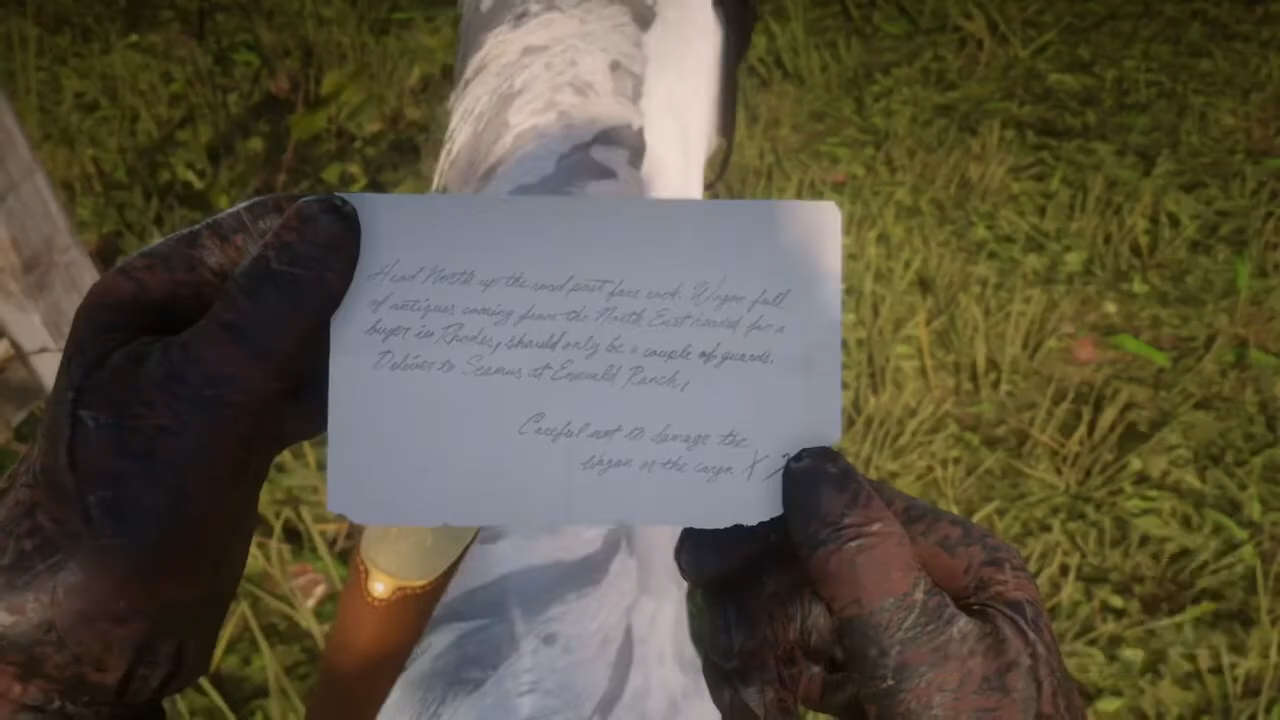 Head North up the road past face rock. Wagon full
of antiques coming from the North East headed for a
buyer in Rhodes, should only be a couple of guards.
Deliver to Seamus at Emerald Ranch,
Careful not to damage the
wagon or the cargo. X